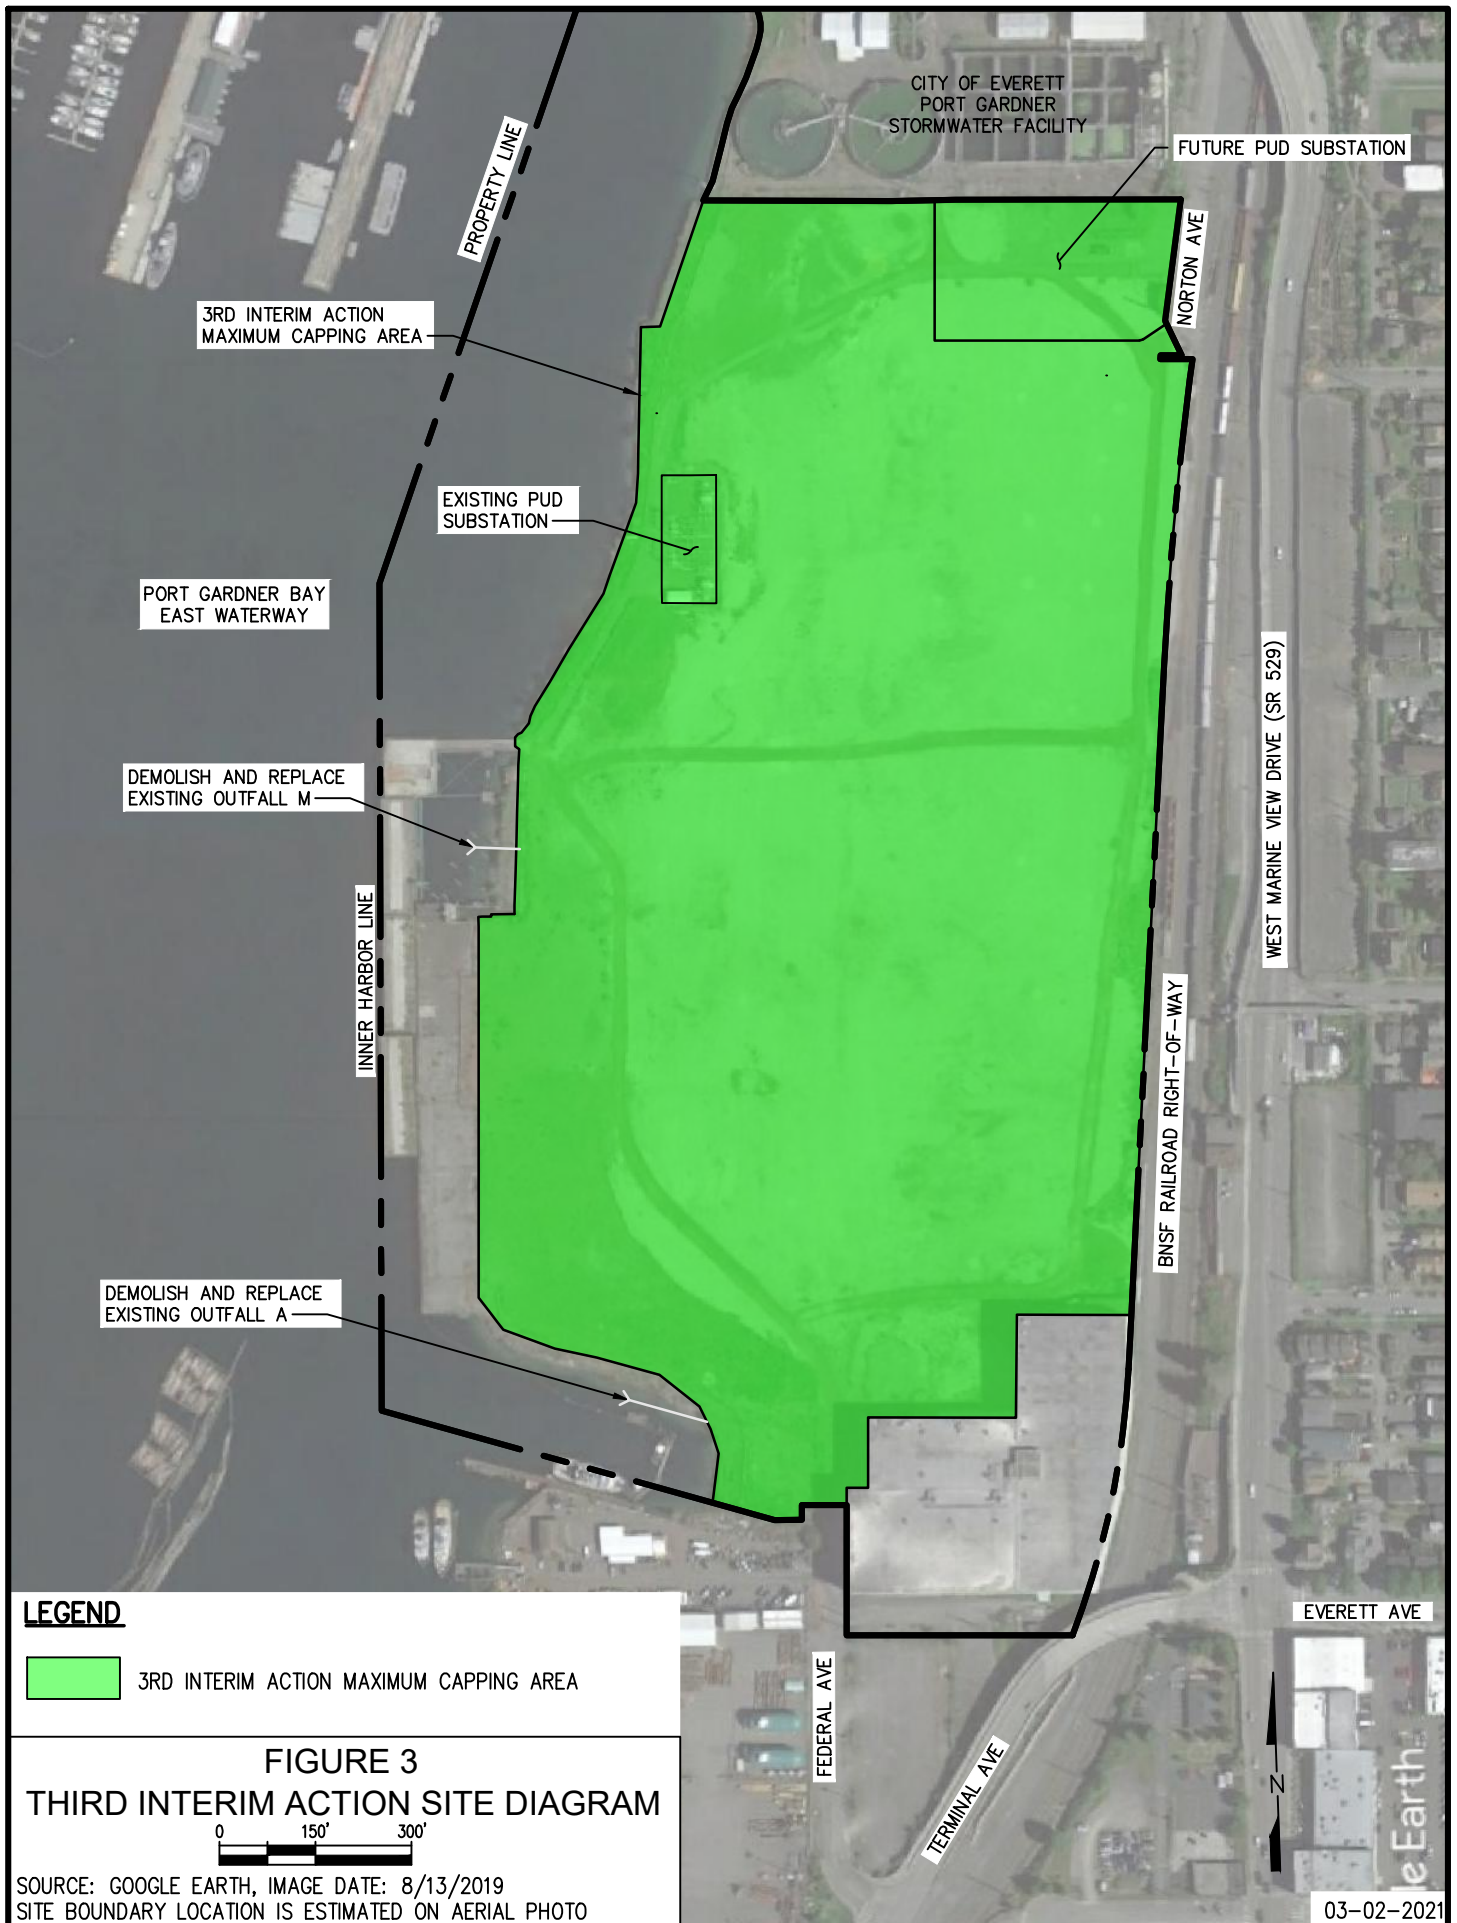 CITY OF EVERETT
PORT GARDNER
STORMWATER FACILITY
FUTURE PUD SUBSTATION
PROPERTY LINE
NORTON AVE
3RD INTERIM ACTION
MAXIMUM CAPPING AREA
EXISTING PUD
SUBSTATION
PORT GARDNER BAY
EAST WATERWAY
WEST MARINE VIEW DRIVE (SR 529)
DEMOLISH AND REPLACE
EXISTING OUTFALL M
INNER HARBOR LINE
BNSF RAILROAD RIGHT-OF-WAY
DEMOLISH AND REPLACE
EXISTING OUTFALL A
EVERETT AVE
FEDERAL AVE
TERMINAL AVE
N
le Earth
LEGEND
3RD INTERIM ACTION MAXIMUM CAPPING AREA
FIGURE 3
THIRD INTERIM ACTION SITE DIAGRAM
0 150' 300'
SOURCE: GOOGLE EARTH, IMAGE DATE: 8/13/2019
SITE BOUNDARY LOCATION IS ESTIMATED ON AERIAL PHOTO
03-02-2021